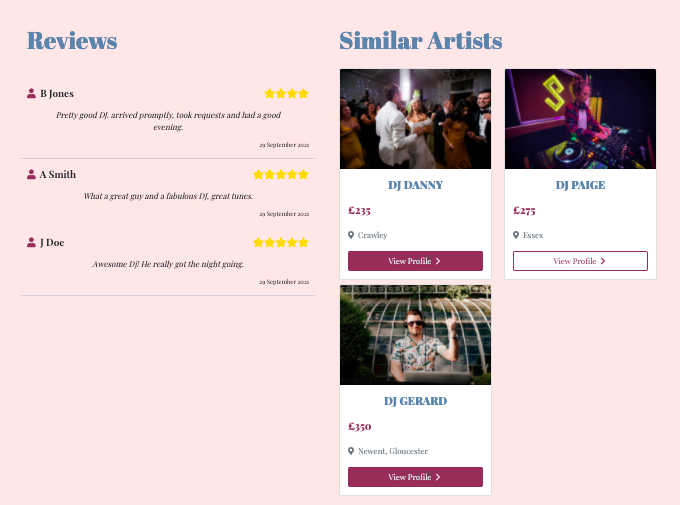 Reviews
B Jones
Pretty good DJ. arrived promptly, took requests and had a good
evening.
29 September 2021
A Smith
What a great guy and a fabulous DJ, great tunes.
29 September 2021
J Doe
Awesome Dj! He really got the night going.
29 September 2021
Similar Artists
DJ DANNY
£235
Crawley
View Profile
DJ PAIGE
£275
Essex
View Profile
DJ GERARD
£350
Newent, Gloucester
View Profile